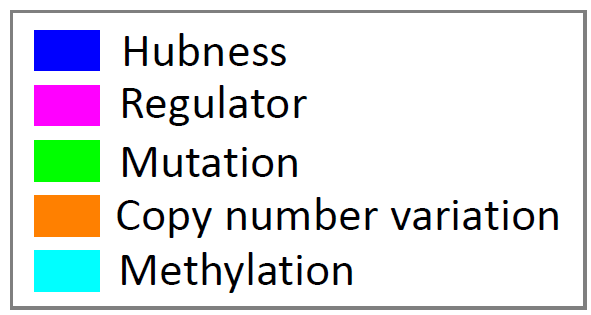 Hubness
Regulator
Mutation
Copy number variation
Methylation